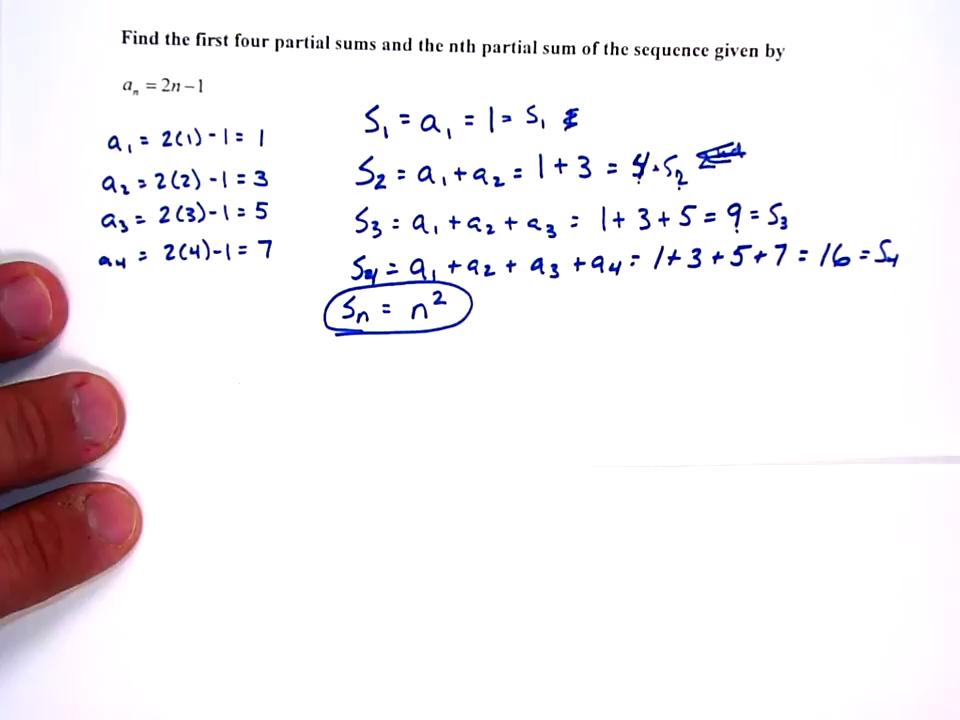 Find the first four partial sums and the nth partial sum of the sequence given by
aₙ = 2n – 1
a₁ = 2(1) - 1 = 1
a₂ = 2(2) - 1 = 3
a₃ = 2(3) - 1 = 5
a₄ = 2(4) - 1 = 7
S₁ = a₁ = 1 = S₁
S₂ = a₁ + a₂ = 1 + 3 = 4 = S₂
S₃ = a₁ + a₂ + a₃ = 1 + 3 + 5 = 9 = S₃
S₄ = a₁ + a₂ + a₃ + a₄ = 1 + 3 + 5 + 7 = 16 = S₄
Sₙ = n²